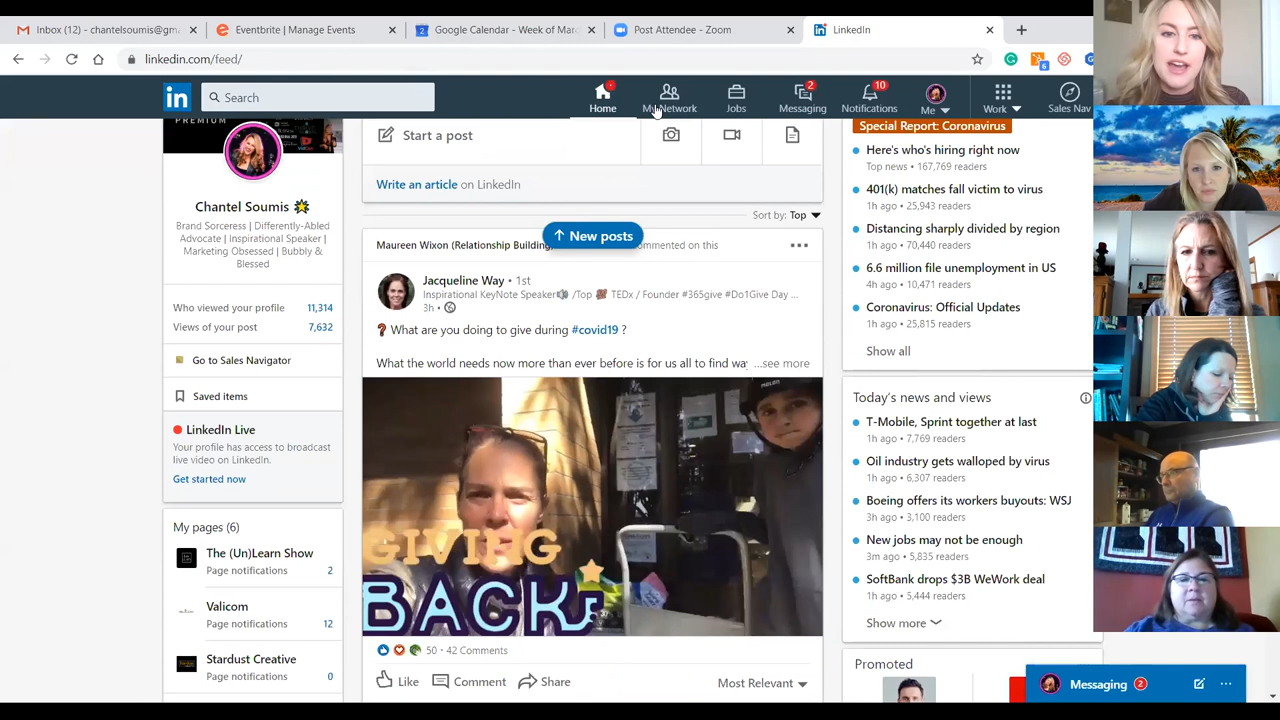 Inbox (12) - chantelsoumis@gm
Eventbrite | Manage Events
Google Calendar - Week of Marc
Post Attendee - Zoom
LinkedIn
linkedin.com/feed/
6
in
Search
Home
My Network
Jobs
2
Messaging
10
Notifications
Me
Work
Sales Nav
PREMIUM
Chantel Soumis
Brand Sorceress | Differently-Abled
Advocate | Inspirational Speaker |
Marketing Obsessed | Bubbly &
Blessed
Who viewed your profile 11,314
Views of your post 7,632
Go to Sales Navigator
Saved items
LinkedIn Live
Your profile has access to broadcast
live video on LinkedIn.
Get started now
My pages (6)
The (Un)Learn Show
Page notifications 2
Valicom
Page notifications 12
Stardust Creative
Page notifications 0
Start a post
Write an article on LinkedIn
Sort by: Top
New posts
Maureen Wixon (Relationship Building, commented on this
Jacqueline Way • 1st
Inspirational KeyNote Speaker /Top TEDx / Founder #365give #Do1Give Day ...
3h •
What are you doing to give during #covid19 ?
What the world needs now more than ever before is for us all to find wa ...see more
GIVING
BACK
50 · 42 Comments
Like
Comment
Share
Most Relevant
Special Report: Coronavirus
Here's who's hiring right now
Top news • 167,769 readers
401(k) matches fall victim to virus
1h ago • 25,943 readers
Distancing sharply divided by region
1h ago • 70,440 readers
6.6 million file unemployment in US
4h ago • 10,471 readers
Coronavirus: Official Updates
1h ago • 25,815 readers
Show all
Today's news and views
T-Mobile, Sprint together at last
1h ago • 7,769 readers
Oil industry gets walloped by virus
1h ago • 6,307 readers
Boeing offers its workers buyouts: WSJ
3h ago • 3,100 readers
New jobs may not be enough
3m ago • 5,835 readers
SoftBank drops $3B WeWork deal
1h ago • 5,444 readers
Show more
Promoted
Messaging 2